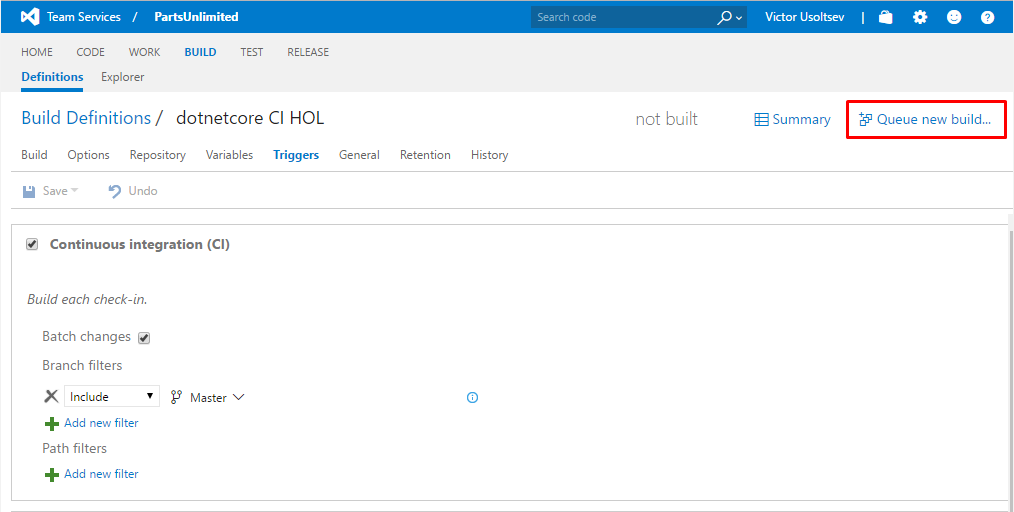 Team Services / PartsUnlimited Search code Victor Usoltsev
HOME CODE WORK BUILD TEST RELEASE
Definitions Explorer
Build Definitions / dotnetcore CI HOL not built Summary Queue new build...
Build Options Repository Variables Triggers General Retention History
Save Undo
Continuous integration (CI)
Build each check-in.
Batch changes
Branch filters
Include Master
Add new filter
Path filters
Add new filter